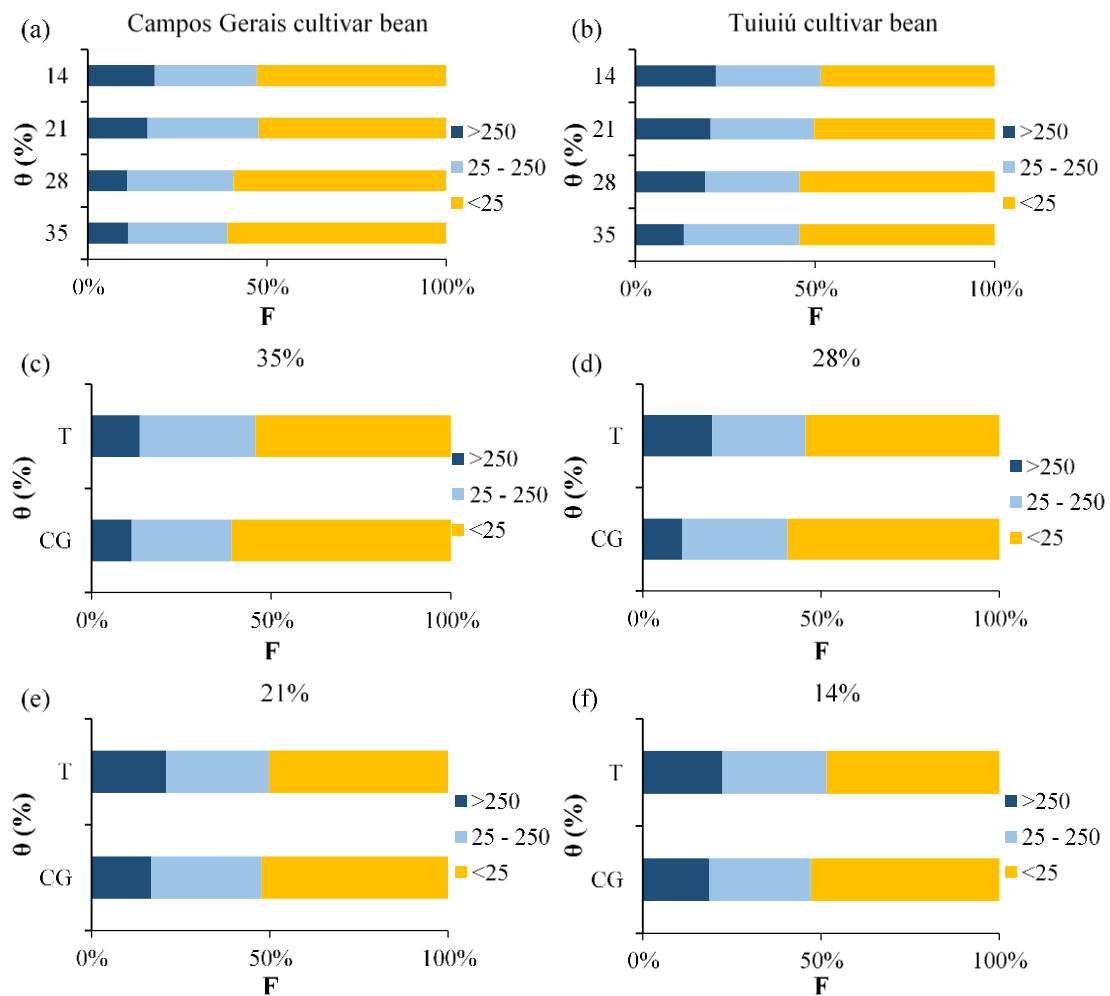 (a) Campos Gerais cultivar bean
14
21
28
35
θ (%)
>250
25 - 250
<25
0% 50% 100%
F
(b) Tuiuiú cultivar bean
14
21
28
35
θ (%)
>250
25 - 250
<25
0% 50% 100%
F
(c) 35%
T
CG
θ (%)
>250
25 - 250
<25
0% 50% 100%
F
(d) 28%
T
CG
θ (%)
>250
25 - 250
<25
0% 50% 100%
F
(e) 21%
T
CG
θ (%)
>250
25 - 250
<25
0% 50% 100%
F
(f) 14%
T
CG
θ (%)
>250
25 - 250
<25
0% 50% 100%
F